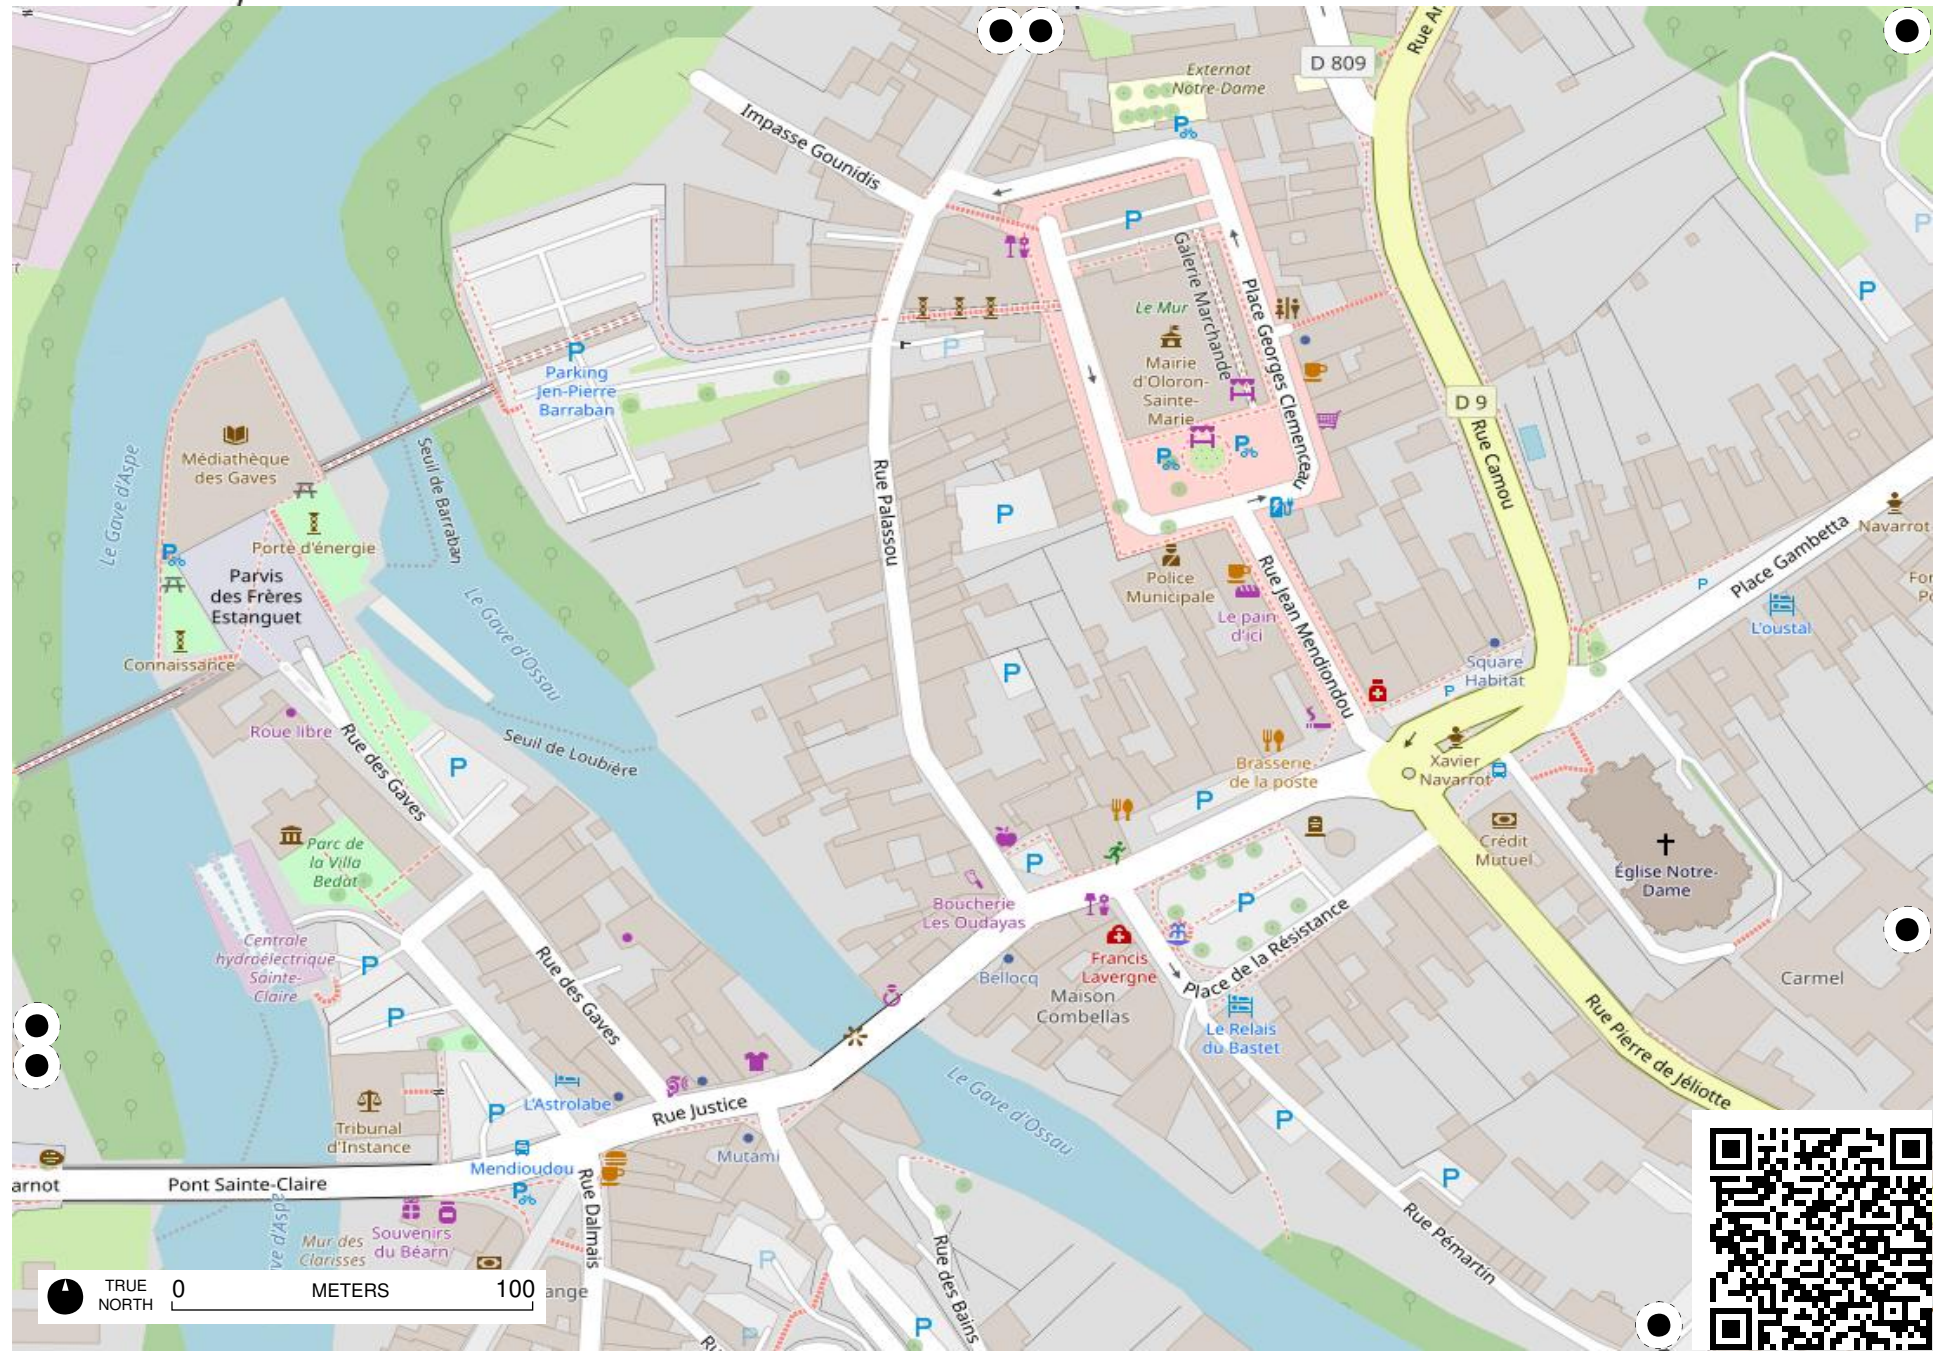 D 809
Rue Ar
Externat
Notre-Dame
Impasse Gounidis
P
P
P
Galerie Marchande
Place Georges Clemenceau
Le Mur
P
Mairie
d'Oloron-
Sainte-
Marie
P
Parking
Jen-Pierre
Barraban
P
D 9
Rue Camou
Le Gave d'Aspe
Médiathèque
des Gaves
Seuil de Barraban
Rue Palassou
P
P
P
Navarrot
Place Gambetta
P
Porte d'énergie
Parvis
des Frères
Estanguet
Police
Municipale
Rue Jean Mendiondou
Le pain
d'ici
P
L'oustal
Le Gave d'Ossau
Connaissance
Square
Habitat
P
P
Roue libre
Rue des Gaves
Seuil de Loubière
P
Brasserie
de la poste
Xavier
Navarrot
P
Parc de
la Villa
Bedat
P
Crédit
Mutuel
Église Notre-
Dame
Boucherie
Les Oudayas
P
Place de la Résistance
Centrale
hydroélectrique
Sainte-
Claire
P
Rue des Gaves
Bellocq
Francis
Lavergne
Maison
Combellas
Carmel
P
Le Relais
du Bastet
Rue Pierre de Jéliotte
Le Gave d'Ossau
L'Astrolabe
P
Rue Justice
P
Tribunal
d'Instance
Mendioudou
Mutami
P
arnot
Pont Sainte-Claire
P
Rue Dalmais
Souvenirs
du Béarn
Mur des
Clarisses
ve d'Aspe
Rue des Bains
Rue Pémartin
P
P
P
Ru
ange
TRUE
NORTH
0
METERS
100